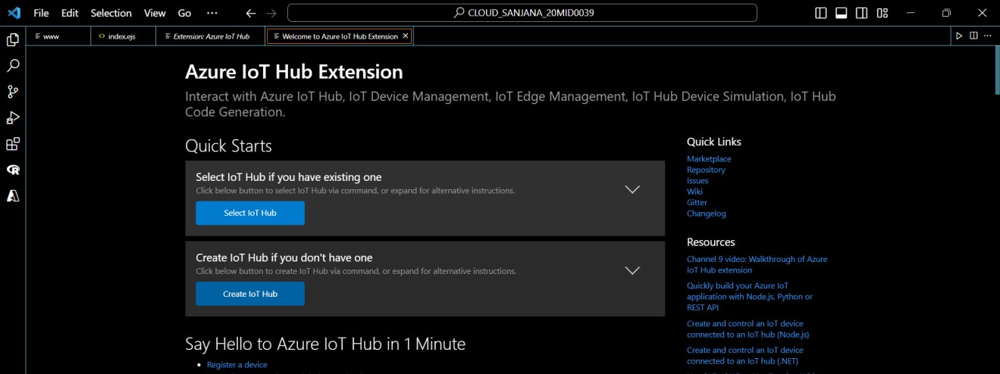 File Edit Selection View Go ···
CLOUD_SANJANA_20MID0039
www
index.ejs
Extension: Azure IoT Hub
Welcome to Azure IoT Hub Extension
Azure IoT Hub Extension
Interact with Azure IoT Hub, IoT Device Management, IoT Edge Management, IoT Hub Device Simulation, IoT Hub
Code Generation.
Quick Starts
Select IoT Hub if you have existing one
Click below button to select IoT Hub via command, or expand for alternative instructions.
Select IoT Hub
Create IoT Hub if you don't have one
Click below button to create IoT Hub via command, or expand for alternative instructions.
Create IoT Hub
Say Hello to Azure IoT Hub in 1 Minute
• Register a device
Quick Links
Marketplace
Repository
Issues
Wiki
Gitter
Changelog
Resources
Channel 9 video: Walkthrough of Azure
IoT Hub extension
Quickly build your Azure IoT
application with Node.js, Python or
REST API
Create and control an IoT device
connected to an IoT hub (Node.js)
Create and control an IoT device
connected to an IoT hub (.NET)